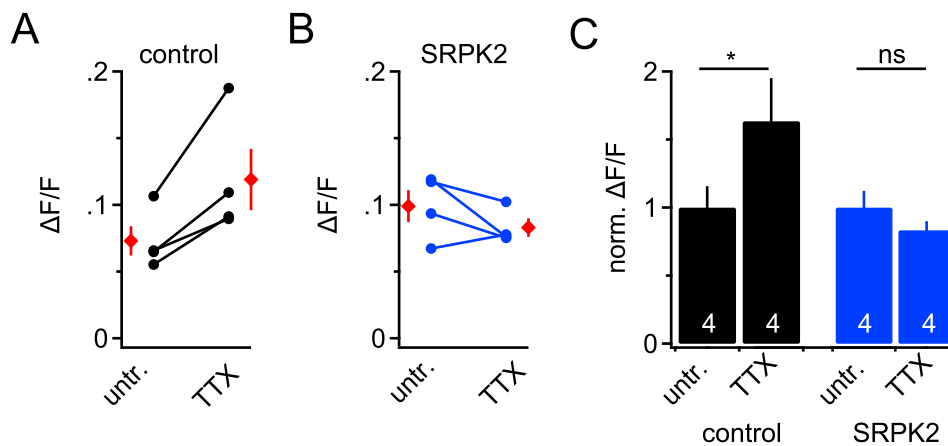 A
control
.2
.1
0
ΔF/F
untr.
TTX
B
SRPK2
.2
.1
0
ΔF/F
untr.
TTX
C
*
ns
2
1
0
norm. ΔF/F
4
4
4
4
untr.
TTX
untr.
TTX
control
SRPK2